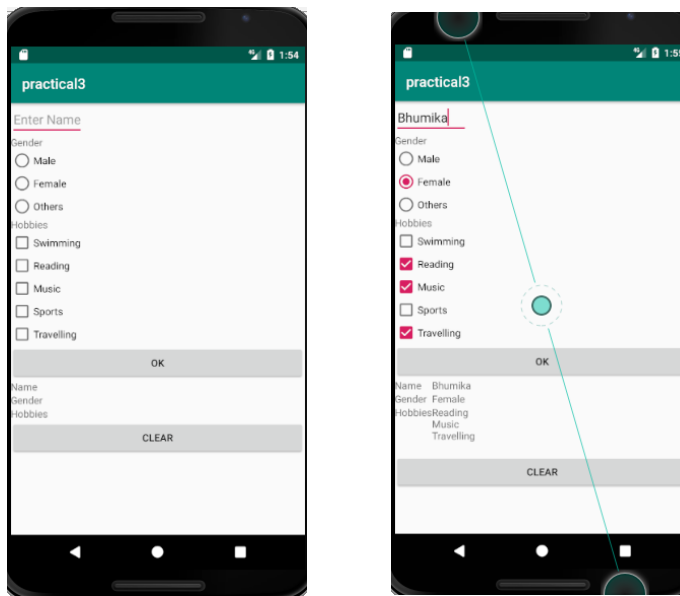 1:54
practical3
Enter Name
Gender
Male
Female
Others
Hobbies
Swimming
Reading
Music
Sports
Travelling
OK
Name
Gender
Hobbies
CLEAR
1:55
practical3
Bhumika
Gender
Male
Female
Others
Hobbies
Swimming
Reading
Music
Sports
Travelling
OK
Name Bhumika
Gender Female
HobbiesReading
Music
Travelling
CLEAR